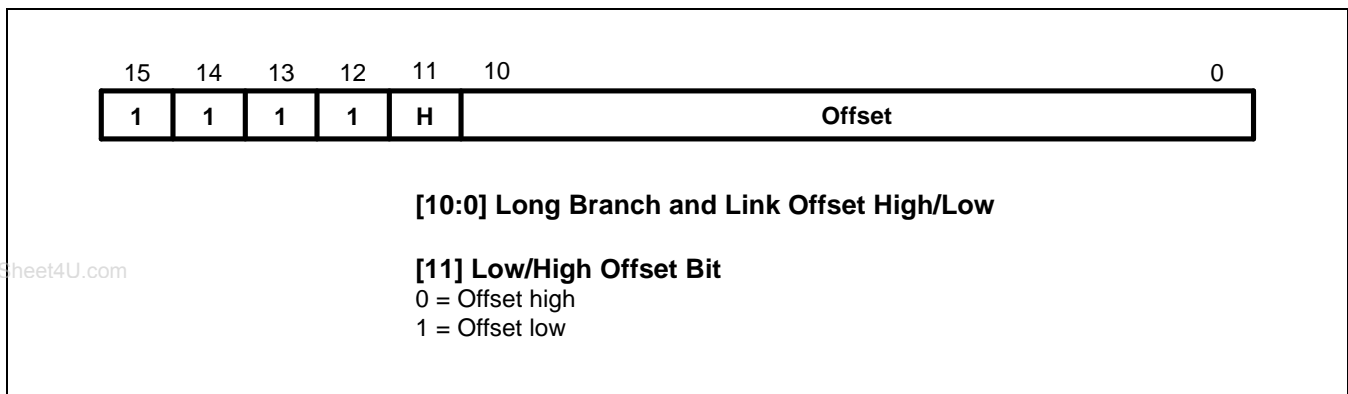 15 14 13 12 11 10 0
1 1 1 1 H Offset
[10:0] Long Branch and Link Offset High/Low
[11] Low/High Offset Bit
0 = Offset high
1 = Offset low
Sheet4U.com